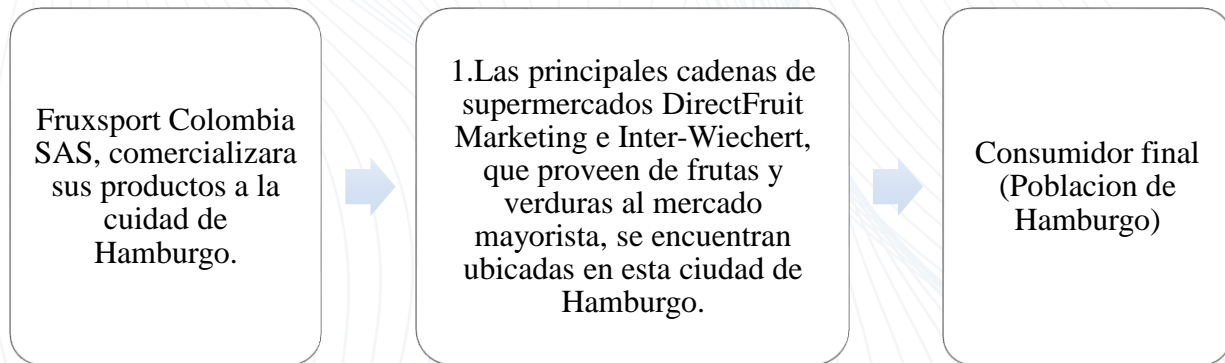 Fruxsport Colombia
SAS, comercializara
sus productos a la
cuidad de
Hamburgo.
1.Las principales cadenas de
supermercados DirectFruit
Marketing e Inter-Wiechert,
que proveen de frutas y
verduras al mercado
mayorista, se encuentran
ubicadas en esta ciudad de
Hamburgo.
Consumidor final
(Poblacion de
Hamburgo)